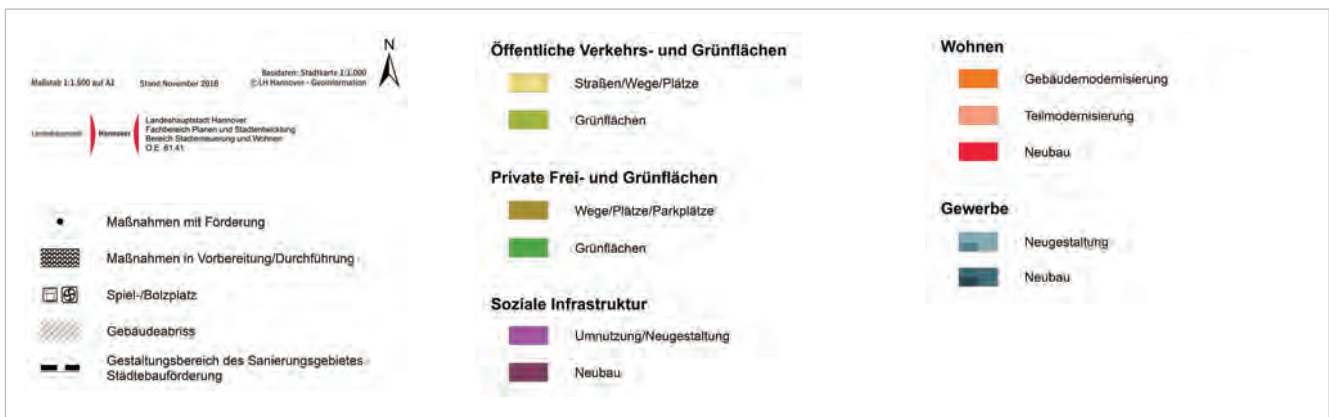 N
Maßstab 1:1.500 auf A1
Stand November 2016
Basisdaten: Stadtkarte 1:1.000
© LH Hannover - Geoinformation
Landeshauptstadt
Hannover
Landeshauptstadt Hannover
Fachbereich Planen und Stadtentwicklung
Bereich Stadterneuerung und Wohnen
O.E. 61.41
Maßnahmen mit Förderung
Maßnahmen in Vorbereitung/Durchführung
Spiel-/Bolzplatz
Gebäudeabriss
Gestaltungsbereich des Sanierungsgebietes
Städtebauförderung
Öffentliche Verkehrs- und Grünflächen
Straßen/Wege/Plätze
Grünflächen
Private Frei- und Grünflächen
Wege/Plätze/Parkplätze
Grünflächen
Soziale Infrastruktur
Umnutzung/Neugestaltung
Neubau
Wohnen
Gebäudemodernisierung
Teilmodernisierung
Neubau
Gewerbe
Neugestaltung
Neubau